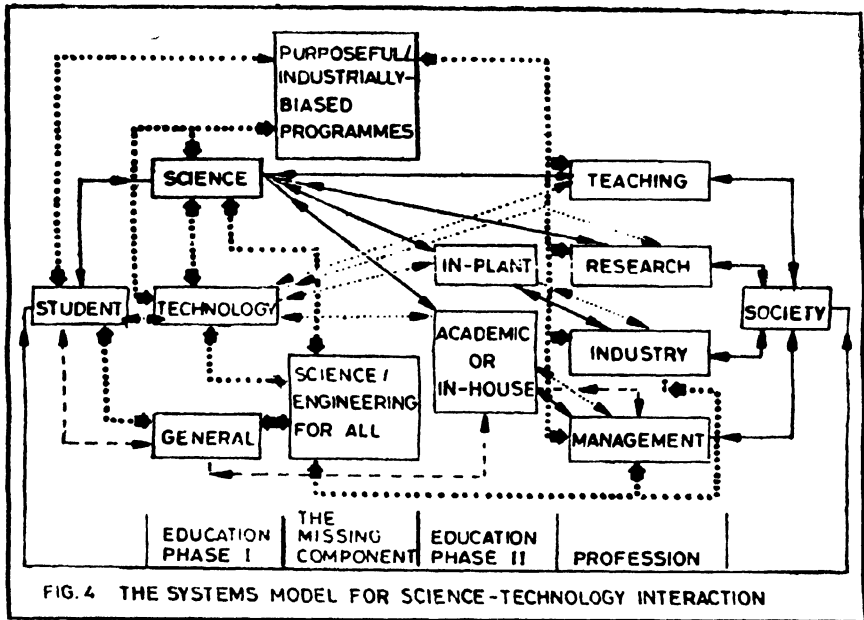 PURPOSEFUL/
INDUSTRIALLY-
BIASED
PROGRAMMES
SCIENCE
TEACHING
IN-PLANT
RESEARCH
STUDENT
TECHNOLOGY
SOCIETY
ACADEMIC
OR
IN-HOUSE
INDUSTRY
SCIENCE/
ENGINEERING
FOR ALL
GENERAL
MANAGEMENT
EDUCATION
PHASE I
THE
MISSING
COMPONENT
EDUCATION
PHASE II
PROFESSION
FIG. 4 THE SYSTEMS MODEL FOR SCIENCE-TECHNOLOGY INTERACTION